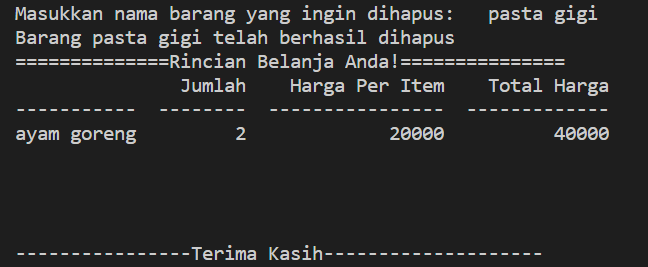 Masukkan nama barang yang ingin dihapus:   pasta gigi
Barang pasta gigi telah berhasil dihapus
==============Rincian Belanja Anda!===============
               Jumlah    Harga Per Item    Total Harga
-----------  --------  ----------------  -------------
ayam goreng         2             20000          40000
----------------Terima Kasih--------------------